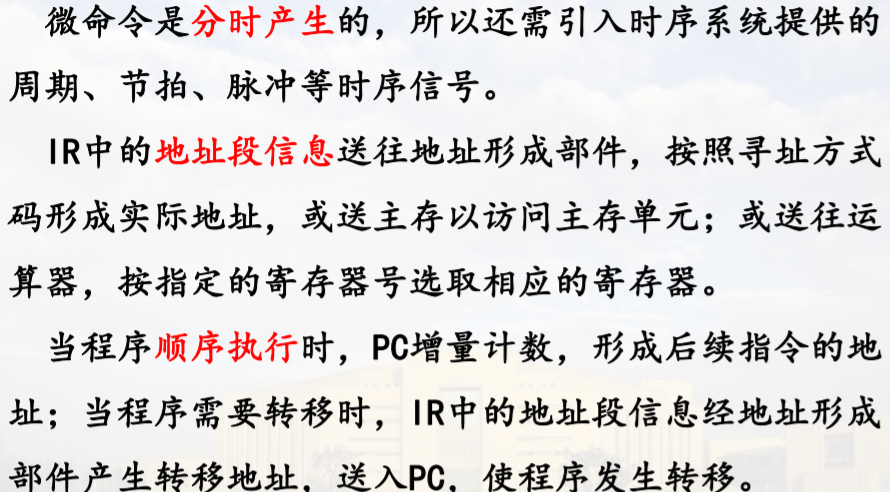 微命令是分时产生的，所以还需引入时序系统提供的
周期、节拍、脉冲等时序信号。
IR中的地址段信息送往地址形成部件，按照寻址方式
码形成实际地址，或送主存以访问主存单元；或送往运
算器，按指定的寄存器号选取相应的寄存器。
当程序顺序执行时，PC增量计数，形成后续指令的地
址；当程序需要转移时，IR中的地址段信息经地址形成
部件产生转移地址，送入PC，使程序发生转移。